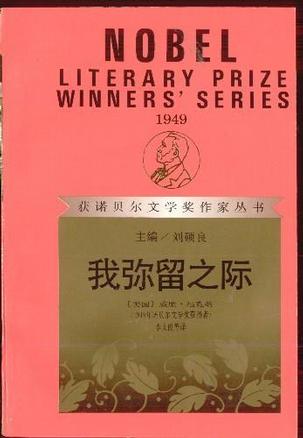 NOBEL
LITERARY PRIZE
WINNERS' SERIES
1949
获诺贝尔文学奖作家丛书
主编／刘硕良
我弥留之际
〔美国〕威廉·福克纳